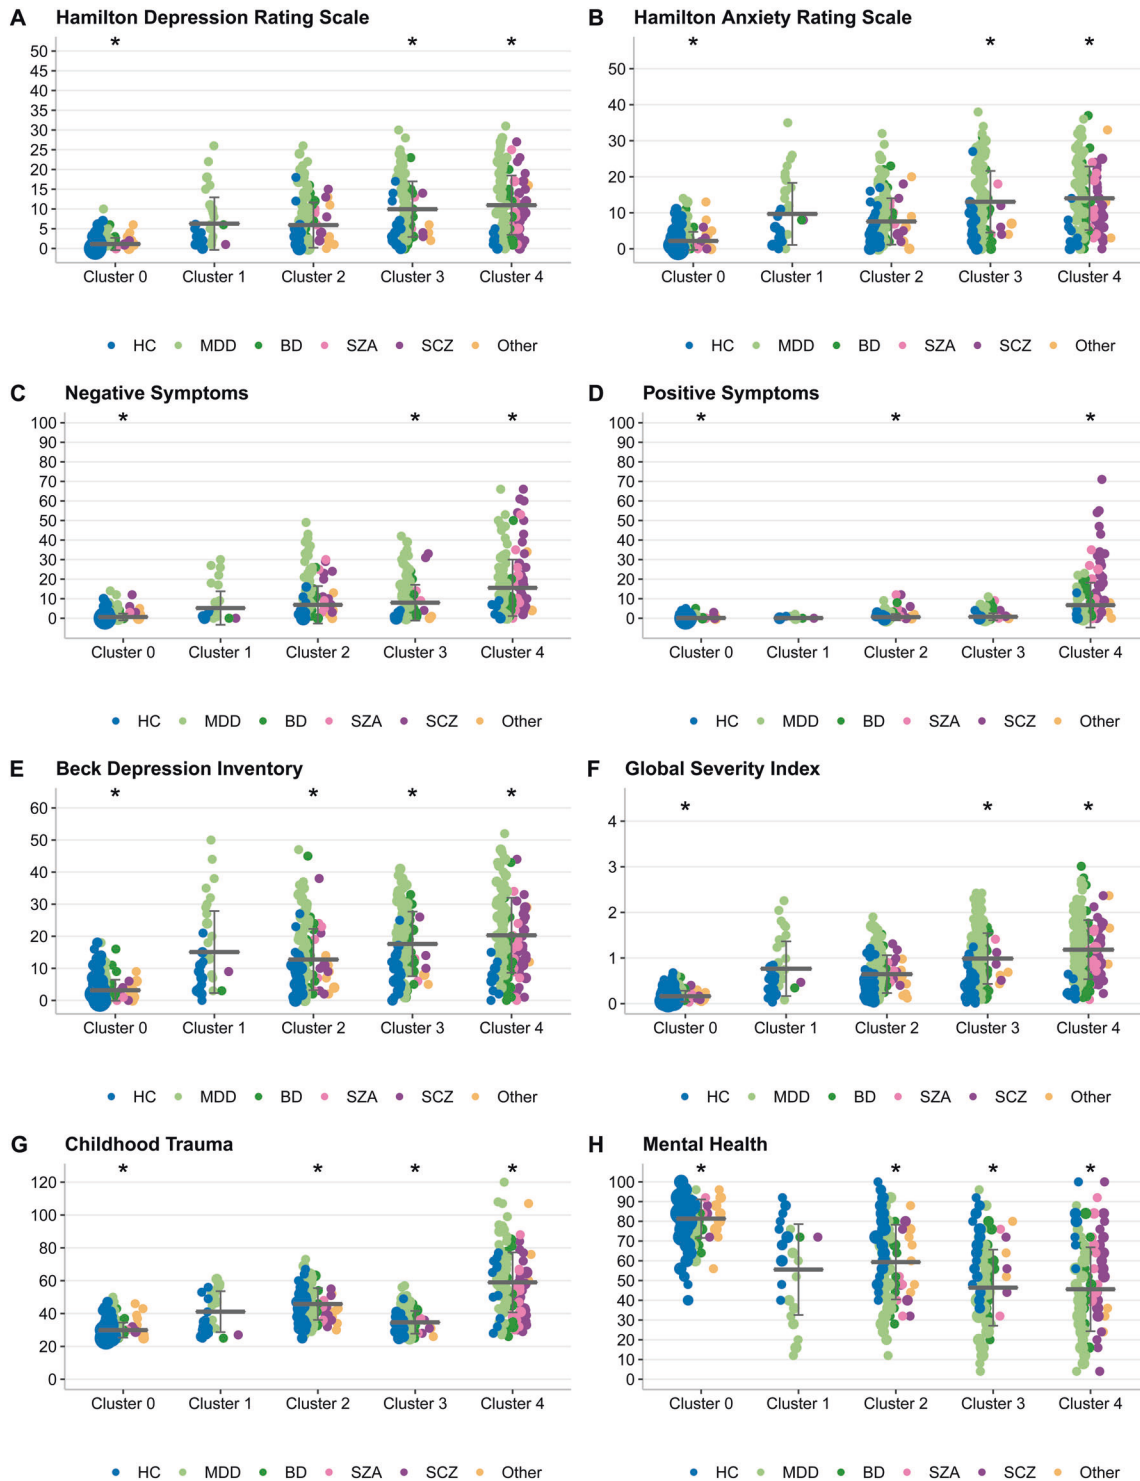 A Hamilton Depression Rating Scale
* * *
50
45
40
35
30
25
20
15
10
5
0
Cluster 0 Cluster 1 Cluster 2 Cluster 3 Cluster 4
HC MDD BD SZA SCZ Other
B Hamilton Anxiety Rating Scale
* * *
50
40
30
20
10
0
Cluster 0 Cluster 1 Cluster 2 Cluster 3 Cluster 4
HC MDD BD SZA SCZ Other
C Negative Symptoms
* * *
100
90
80
70
60
50
40
30
20
10
0
Cluster 0 Cluster 1 Cluster 2 Cluster 3 Cluster 4
HC MDD BD SZA SCZ Other
D Positive Symptoms
* * *
100
90
80
70
60
50
40
30
20
10
0
Cluster 0 Cluster 1 Cluster 2 Cluster 3 Cluster 4
HC MDD BD SZA SCZ Other
E Beck Depression Inventory
* * * *
60
50
40
30
20
10
0
Cluster 0 Cluster 1 Cluster 2 Cluster 3 Cluster 4
HC MDD BD SZA SCZ Other
F Global Severity Index
* * *
4
3
2
1
0
Cluster 0 Cluster 1 Cluster 2 Cluster 3 Cluster 4
HC MDD BD SZA SCZ Other
G Childhood Trauma
* * * *
120
100
80
60
40
20
0
Cluster 0 Cluster 1 Cluster 2 Cluster 3 Cluster 4
HC MDD BD SZA SCZ Other
H Mental Health
* * * *
100
90
80
70
60
50
40
30
20
10
0
Cluster 0 Cluster 1 Cluster 2 Cluster 3 Cluster 4
HC MDD BD SZA SCZ Other